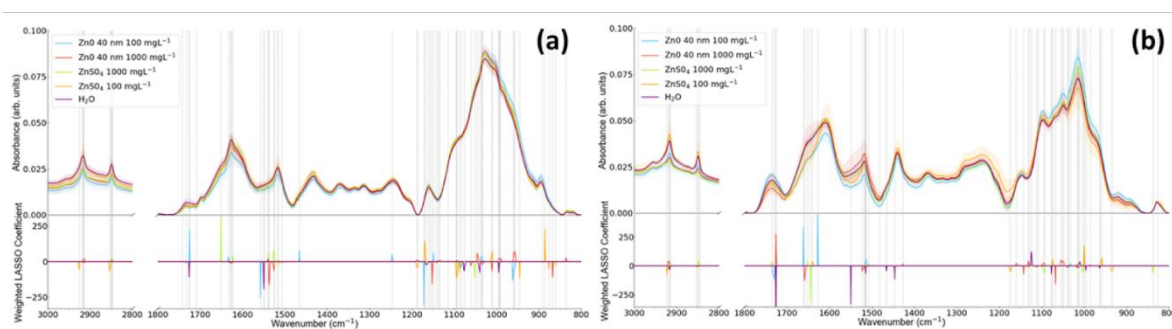 (a)
0.100
0.075
0.050
0.025
0.000
Absorbance (arb. units)
Zn0 40 nm 100 mgL⁻¹
Zn0 40 nm 1000 mgL⁻¹
ZnSO₄ 1000 mgL⁻¹
ZnSO₄ 100 mgL⁻¹
H₂O
250
0
−250
Weighted LASSO Coefficient
3000 2900 2800 1800 1700 1600 1500 1400 1300 1200 1100 1000 900 800
Wavenumber (cm⁻¹)
(b)
0.100
0.075
0.050
0.025
0.000
Absorbance (arb. units)
Zn0 40 nm 100 mgL⁻¹
Zn0 40 nm 1000 mgL⁻¹
ZnSO₄ 1000 mgL⁻¹
ZnSO₄ 100 mgL⁻¹
H₂O
250
0
−250
Weighted LASSO Coefficient
3000 2900 2800 1800 1700 1600 1500 1400 1300 1200 1100 1000 900
Wavenumber (cm⁻¹)